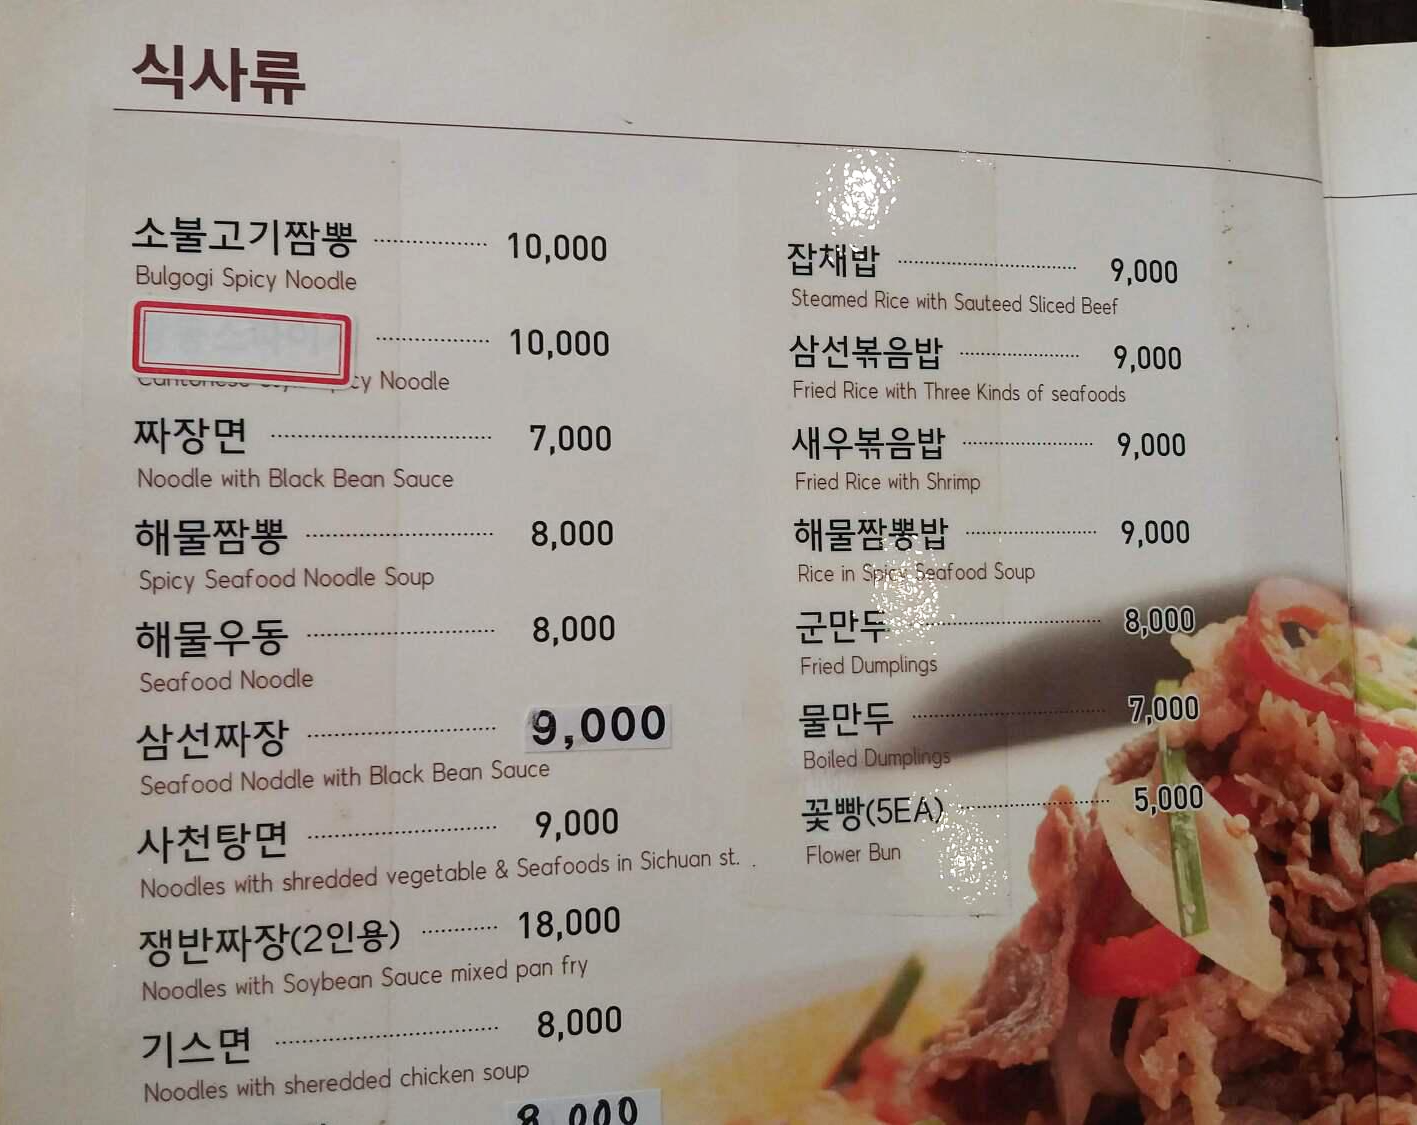 식사류
소불고기짬뽕 10,000
Bulgogi Spicy Noodle
10,000
Noodle
짜장면 7,000
Noodle with Black Bean Sauce
해물짬뽕 8,000
Spicy Seafood Noodle Soup
해물우동 8,000
Seafood Noodle
삼선짜장 9,000
Seafood Noddle with Black Bean Sauce
사천탕면 9,000
Noodles with shredded vegetable & Seafoods in Sichuan st. .
쟁반짜장(2인용) 18,000
Noodles with Soybean Sauce mixed pan fry
기스면 8,000
Noodles with sheredded chicken soup
8,000
잡채밥 9,000
Steamed Rice with Sauteed Sliced Beef
삼선볶음밥 9,000
Fried Rice with Three Kinds of seafoods
새우볶음밥 9,000
Fried Rice with Shrimp
해물짬뽕밥 9,000
Rice in Spicy Seafood Soup
군만두 8,000
Fried Dumplings
물만두 7,000
Boiled Dumplings
꽃빵(5EA) 5,000
Flower Bun